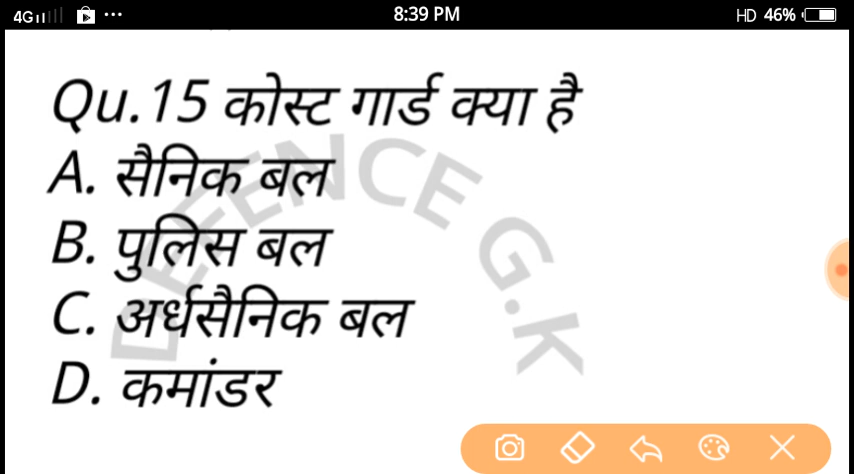 4G 8:39 PM HD 46%
Qu.15 कोस्ट गार्ड क्या है
A. सैनिक बल
B. पुलिस बल
C. अर्धसैनिक बल
D. कमांडर
DEFENCE G.K